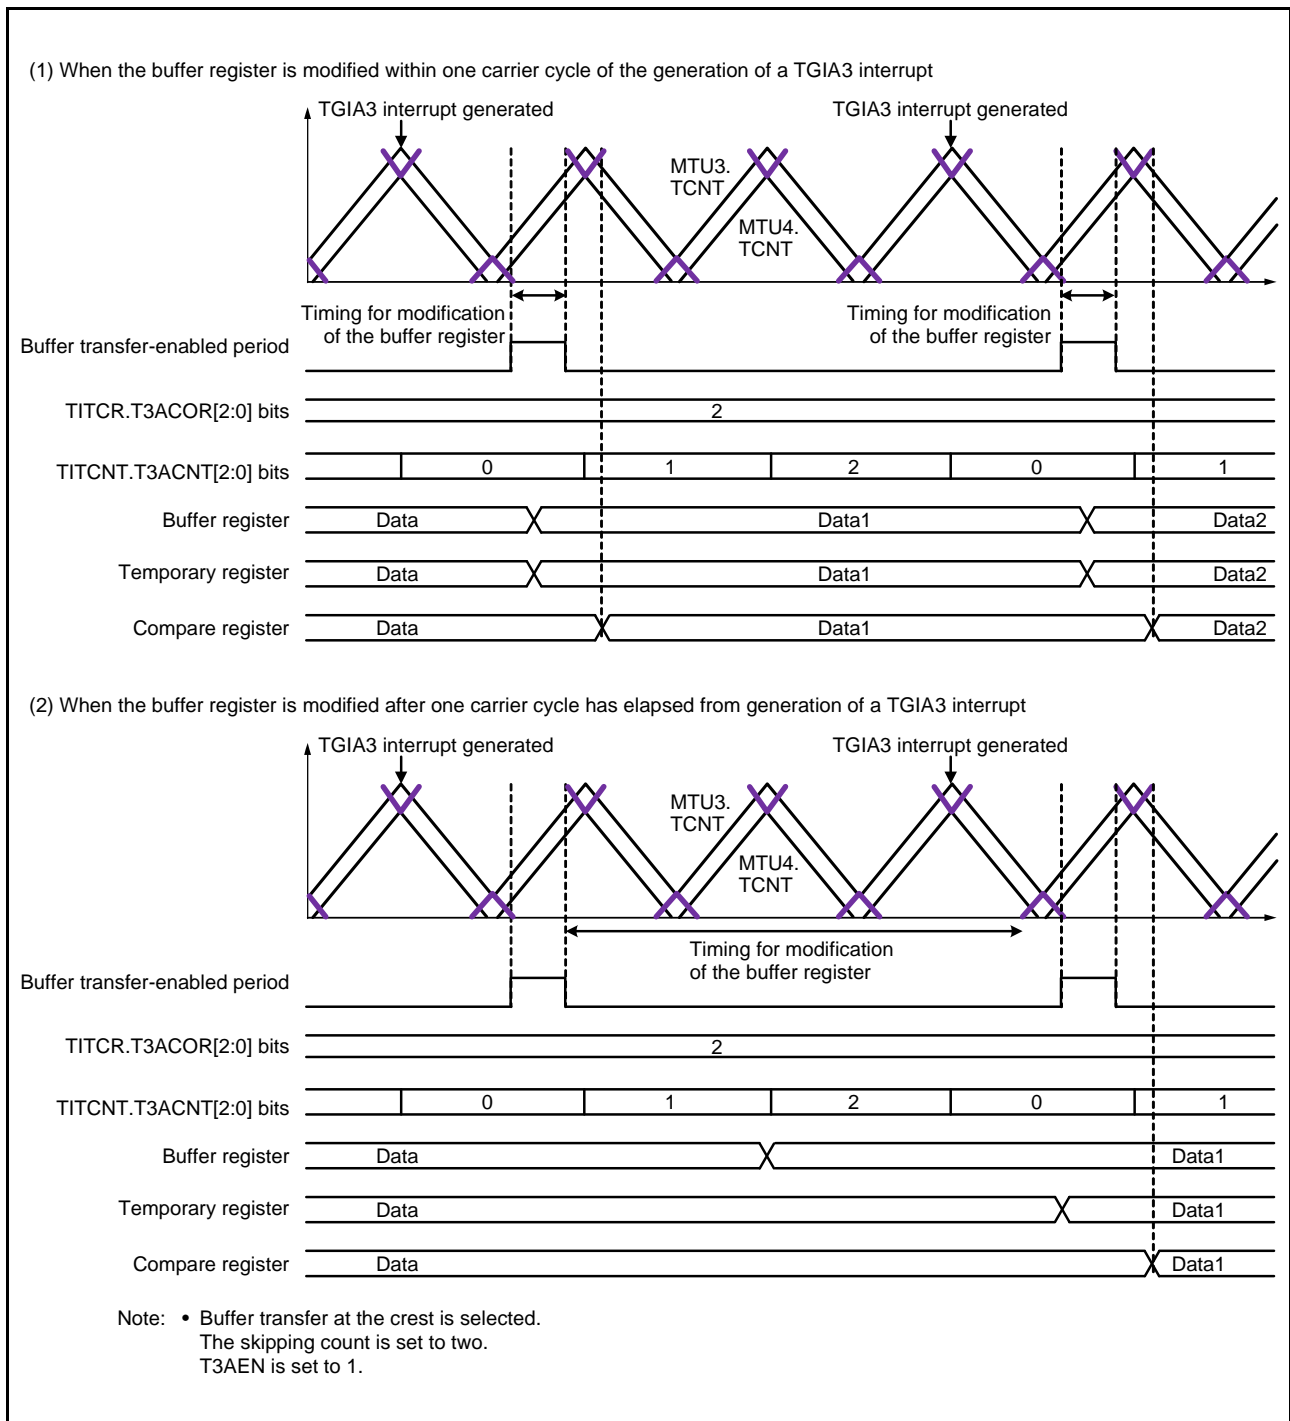 (1) When the buffer register is modified within one carrier cycle of the generation of a TGIA3 interrupt
TGIA3 interrupt generated
TGIA3 interrupt generated
MTU3.
TCNT
MTU4.
TCNT
Timing for modification
of the buffer register
Timing for modification
of the buffer register
Buffer transfer-enabled period
TITCR.T3ACOR[2:0] bits
2
TITCNT.T3ACNT[2:0] bits
0 1 2 0 1
Buffer register
Data Data1 Data2
Temporary register
Data Data1 Data2
Compare register
Data Data1 Data2
(2) When the buffer register is modified after one carrier cycle has elapsed from generation of a TGIA3 interrupt
TGIA3 interrupt generated
TGIA3 interrupt generated
MTU3.
TCNT
MTU4.
TCNT
Timing for modification
of the buffer register
Buffer transfer-enabled period
TITCR.T3ACOR[2:0] bits
2
TITCNT.T3ACNT[2:0] bits
0 1 2 0 1
Buffer register
Data Data1
Temporary register
Data Data1
Compare register
Data Data1
Note: • Buffer transfer at the crest is selected.
The skipping count is set to two.
T3AEN is set to 1.